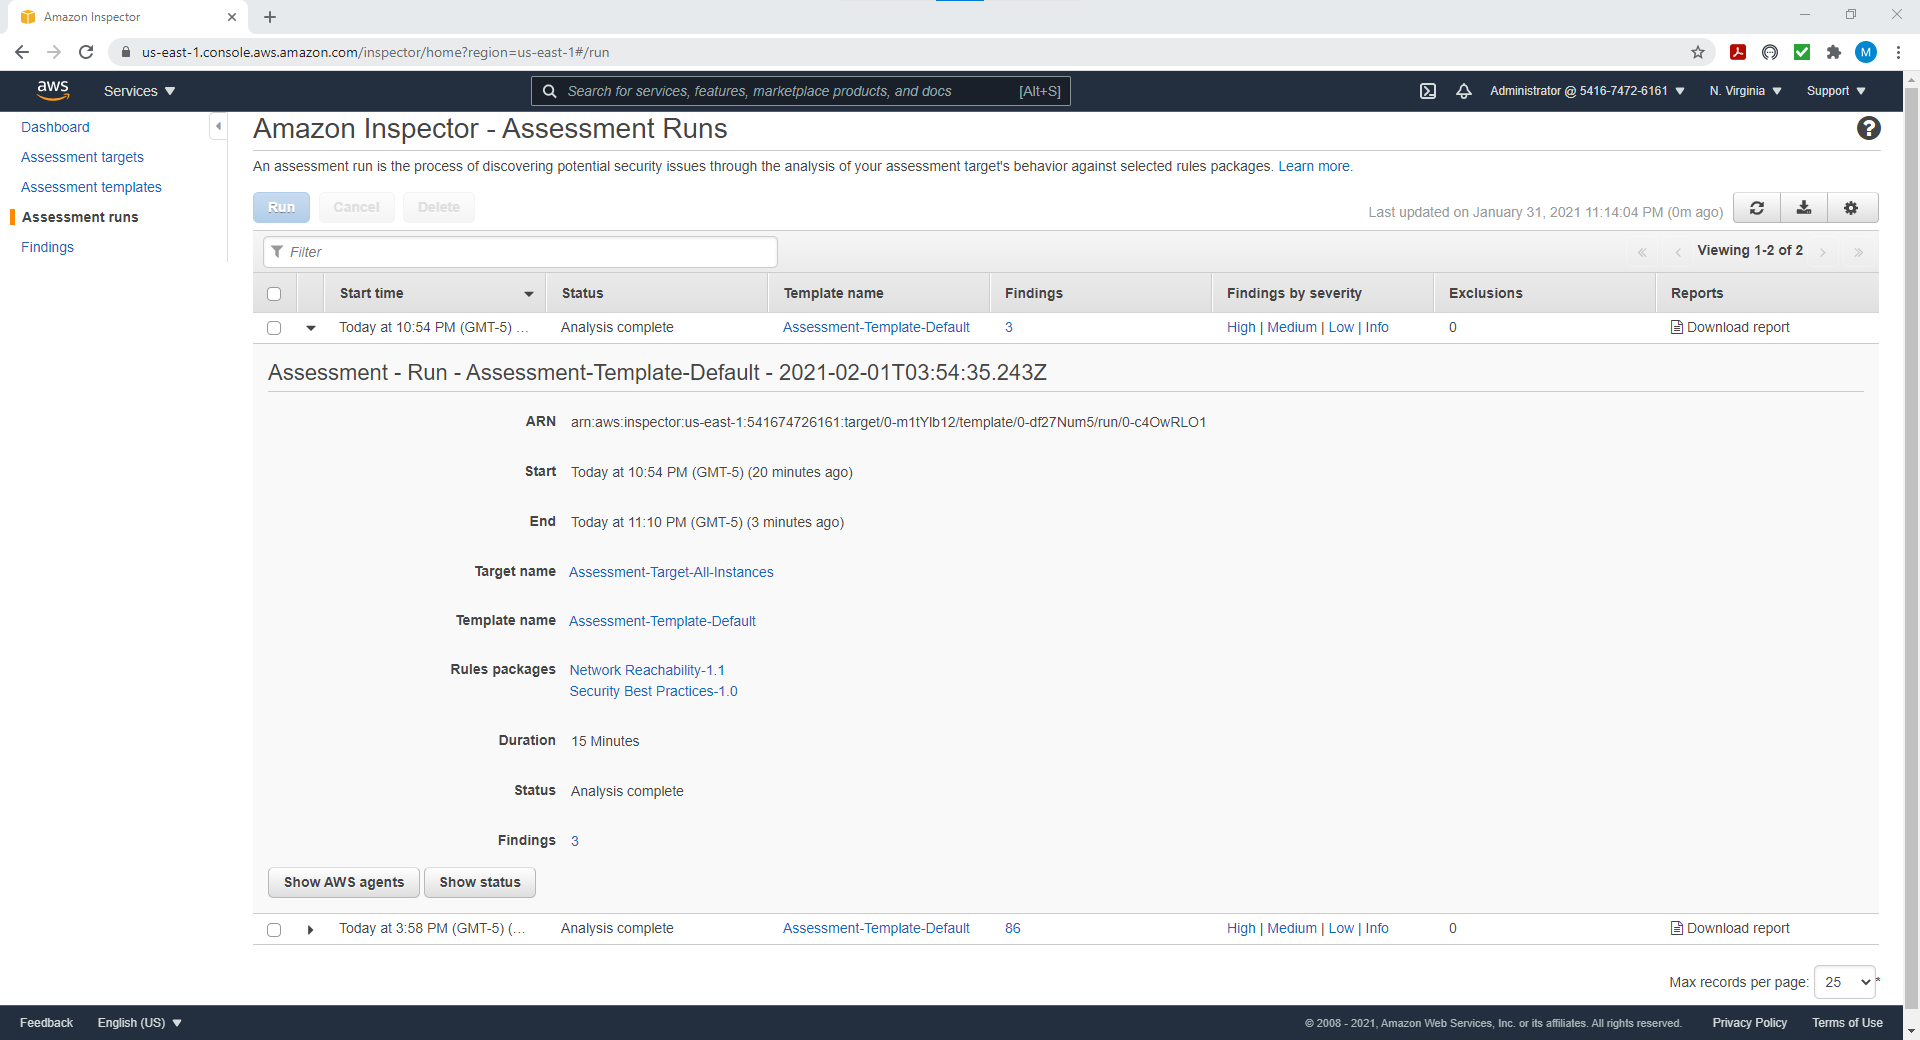 Amazon Inspector
us-east-1.console.aws.amazon.com/inspector/home?region=us-east-1#/run
M
aws
Services
Search for services, features, marketplace products, and docs [Alt+S]
Administrator @ 5416-7472-6161
N. Virginia
Support
Dashboard
Assessment targets
Assessment templates
Assessment runs
Findings
Amazon Inspector - Assessment Runs
?
An assessment run is the process of discovering potential security issues through the analysis of your assessment target's behavior against selected rules packages. Learn more.
Run Cancel Delete
Last updated on January 31, 2021 11:14:04 PM (0m ago)
Filter
« ‹ Viewing 1-2 of 2 › »
Start time Status Template name Findings Findings by severity Exclusions Reports
Today at 10:54 PM (GMT-5) ... Analysis complete Assessment-Template-Default 3 High | Medium | Low | Info 0 Download report
Assessment - Run - Assessment-Template-Default - 2021-02-01T03:54:35.243Z
ARN arn:aws:inspector:us-east-1:541674726161:target/0-m1tYlb12/template/0-df27Num5/run/0-c4OwRLO1
Start Today at 10:54 PM (GMT-5) (20 minutes ago)
End Today at 11:10 PM (GMT-5) (3 minutes ago)
Target name Assessment-Target-All-Instances
Template name Assessment-Template-Default
Rules packages Network Reachability-1.1
Security Best Practices-1.0
Duration 15 Minutes
Status Analysis complete
Findings 3
Show AWS agents Show status
Today at 3:58 PM (GMT-5) (... Analysis complete Assessment-Template-Default 86 High | Medium | Low | Info 0 Download report
Max records per page: 25 *
Feedback English (US) © 2008 - 2021, Amazon Web Services, Inc. or its affiliates. All rights reserved. Privacy Policy Terms of Use